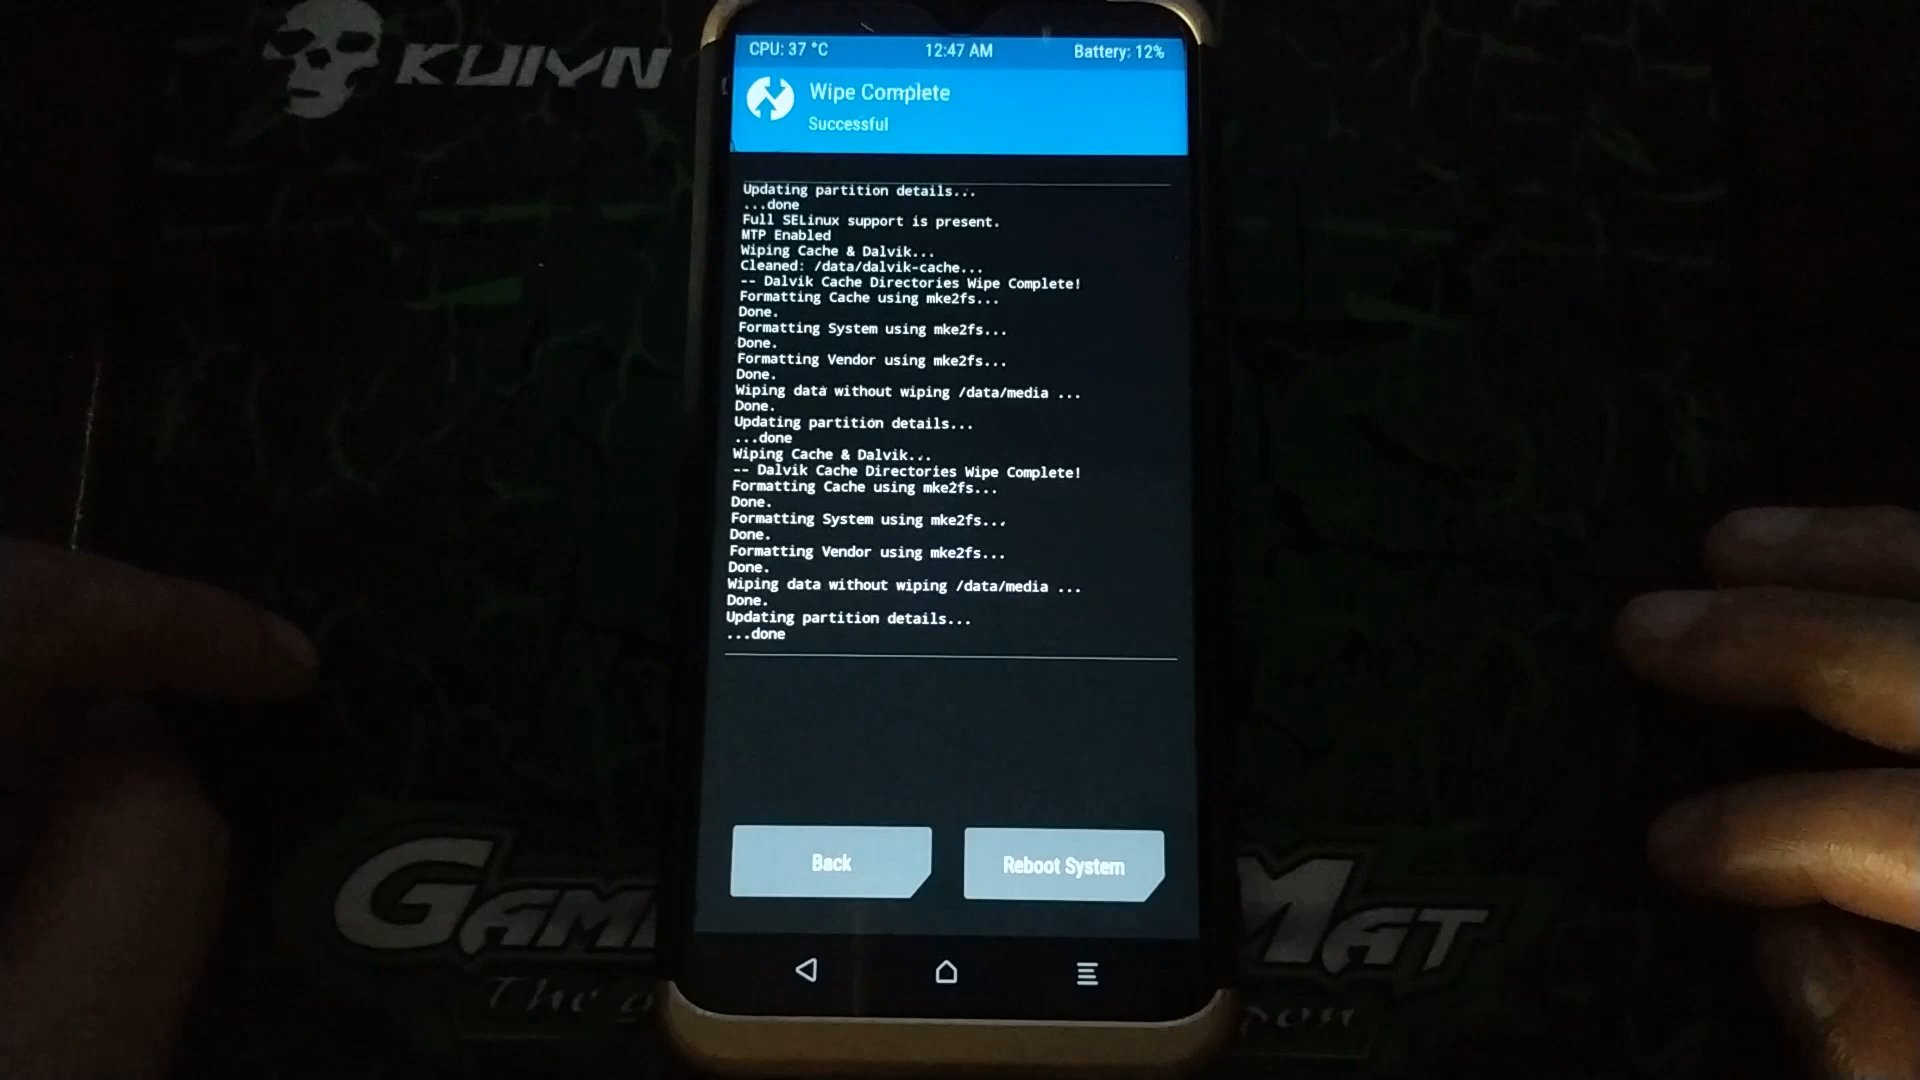 KUIYN
CPU: 37 °C 12:47 AM Battery: 12%
Wipe Complete
Successful
Updating partition details...
...done
Full SELinux support is present.
MTP Enabled
Wiping Cache & Dalvik...
Cleaned: /data/dalvik-cache...
-- Dalvik Cache Directories Wipe Complete!
Formatting Cache using mke2fs...
Done.
Formatting System using mke2fs...
Done.
Formatting Vendor using mke2fs...
Done.
Wiping data without wiping /data/media ...
Done.
Updating partition details...
...done
Wiping Cache & Dalvik...
-- Dalvik Cache Directories Wipe Complete!
Formatting Cache using mke2fs...
Done.
Formatting System using mke2fs...
Done.
Formatting Vendor using mke2fs...
Done.
Wiping data without wiping /data/media ...
Done.
Updating partition details...
...done
Back Reboot System
GAM MAT
The g pon